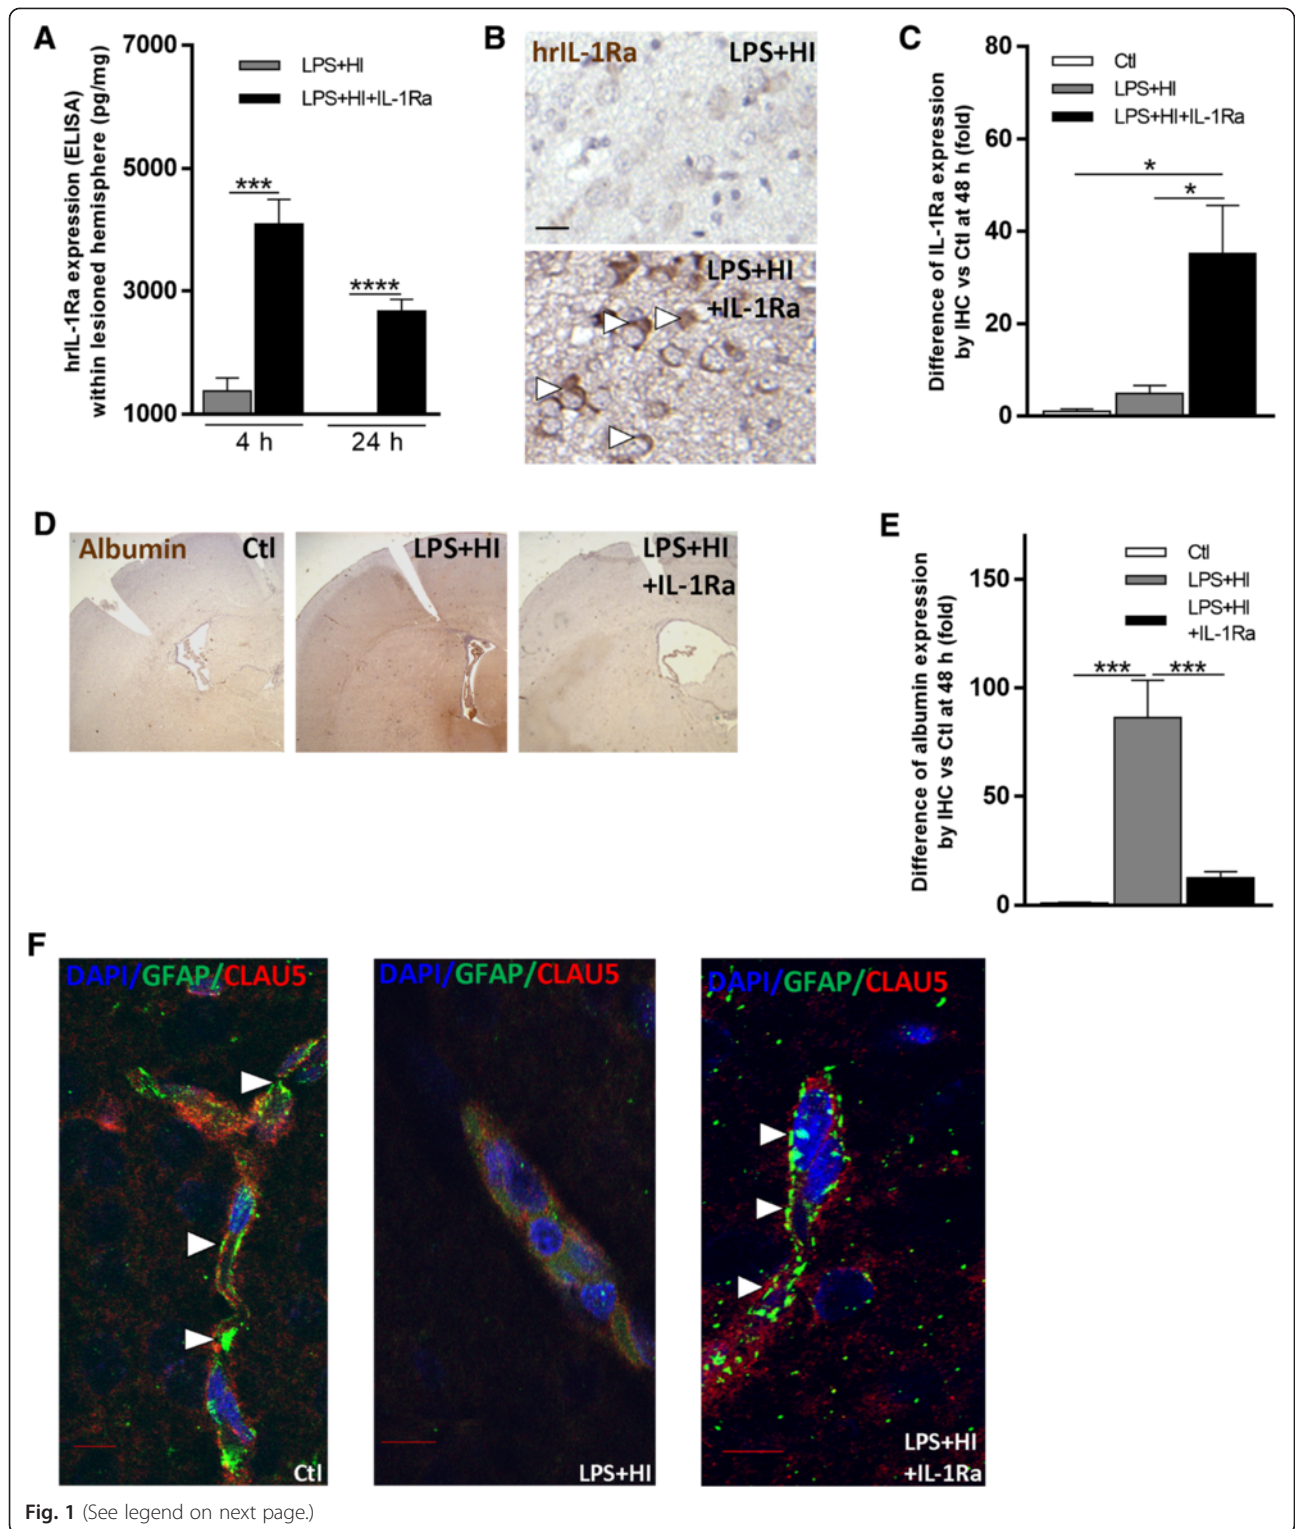 A
7000
5000
3000
1000
hrIL-1Ra expression (ELISA)
within lesioned hemisphere (pg/mg)
LPS+HI
LPS+HI+IL-1Ra
***
****
4 h
24 h
B
hrIL-1Ra
LPS+HI
LPS+HI
+IL-1Ra
C
80
60
40
20
0
Difference of IL-1Ra expression
by IHC vs Ctl at 48 h (fold)
Ctl
LPS+HI
LPS+HI+IL-1Ra
*
*
D
Albumin
Ctl
LPS+HI
LPS+HI
+IL-1Ra
E
150
100
50
0
Difference of albumin expression
by IHC vs Ctl at 48 h (fold)
Ctl
LPS+HI
LPS+HI
+IL-1Ra
***
***
F
DAPI/GFAP/CLAU5
Ctl
DAPI/GFAP/CLAU5
LPS+HI
DAPI/GFAP/CLAU5
LPS+HI
+IL-1Ra
Fig. 1 (See legend on next page.)